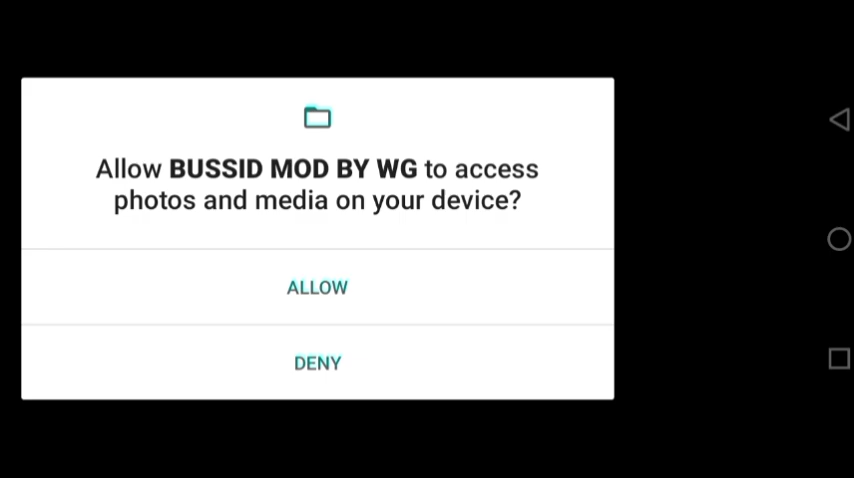 Allow BUSSID MOD BY WG to access
photos and media on your device?
ALLOW
DENY